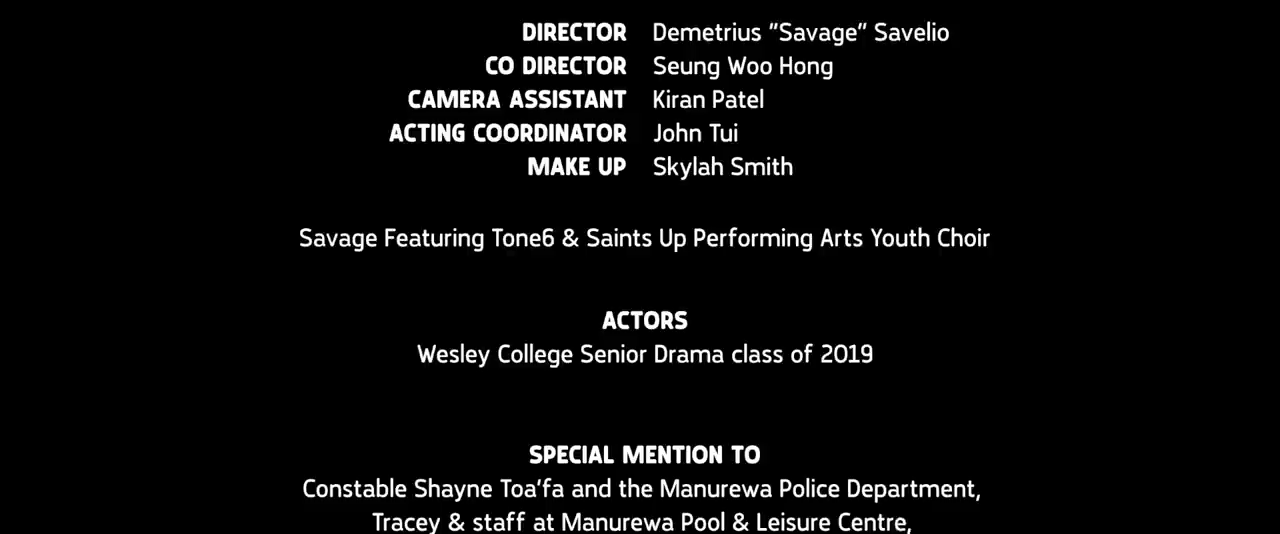 DIRECTOR Demetrius "Savage" Savelio
CO DIRECTOR Seung Woo Hong
CAMERA ASSISTANT Kiran Patel
ACTING COORDINATOR John Tui
MAKE UP Skylah Smith
Savage Featuring Tone6 & Saints Up Performing Arts Youth Choir
ACTORS
Wesley College Senior Drama class of 2019
SPECIAL MENTION TO
Constable Shayne Toa'fa and the Manurewa Police Department,
Tracey & staff at Manurewa Pool & Leisure Centre,